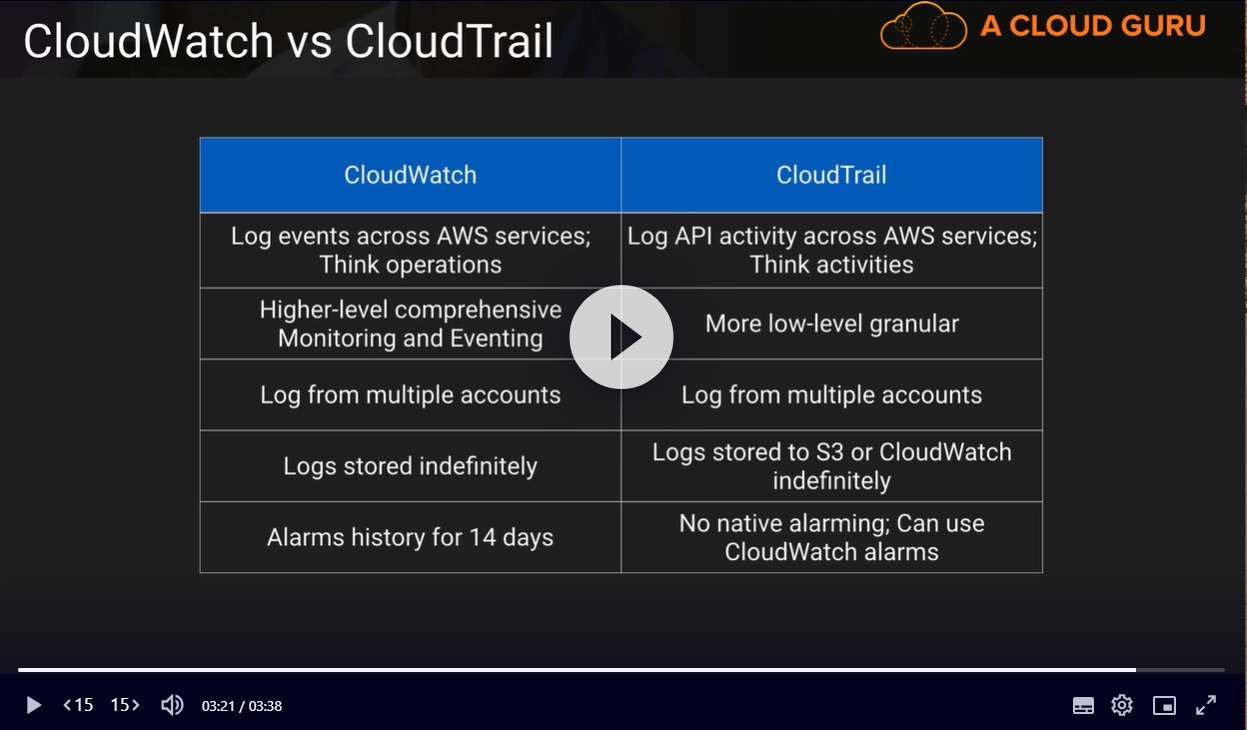 CloudWatch vs CloudTrail
A CLOUD GURU
CloudWatch
CloudTrail
Log events across AWS services;
Think operations
Log API activity across AWS services;
Think activities
Higher-level comprehensive
Monitoring and Eventing
More low-level granular
Log from multiple accounts
Log from multiple accounts
Logs stored indefinitely
Logs stored to S3 or CloudWatch
indefinitely
Alarms history for 14 days
No native alarming; Can use
CloudWatch alarms
<15 15> 03:21 / 03:38